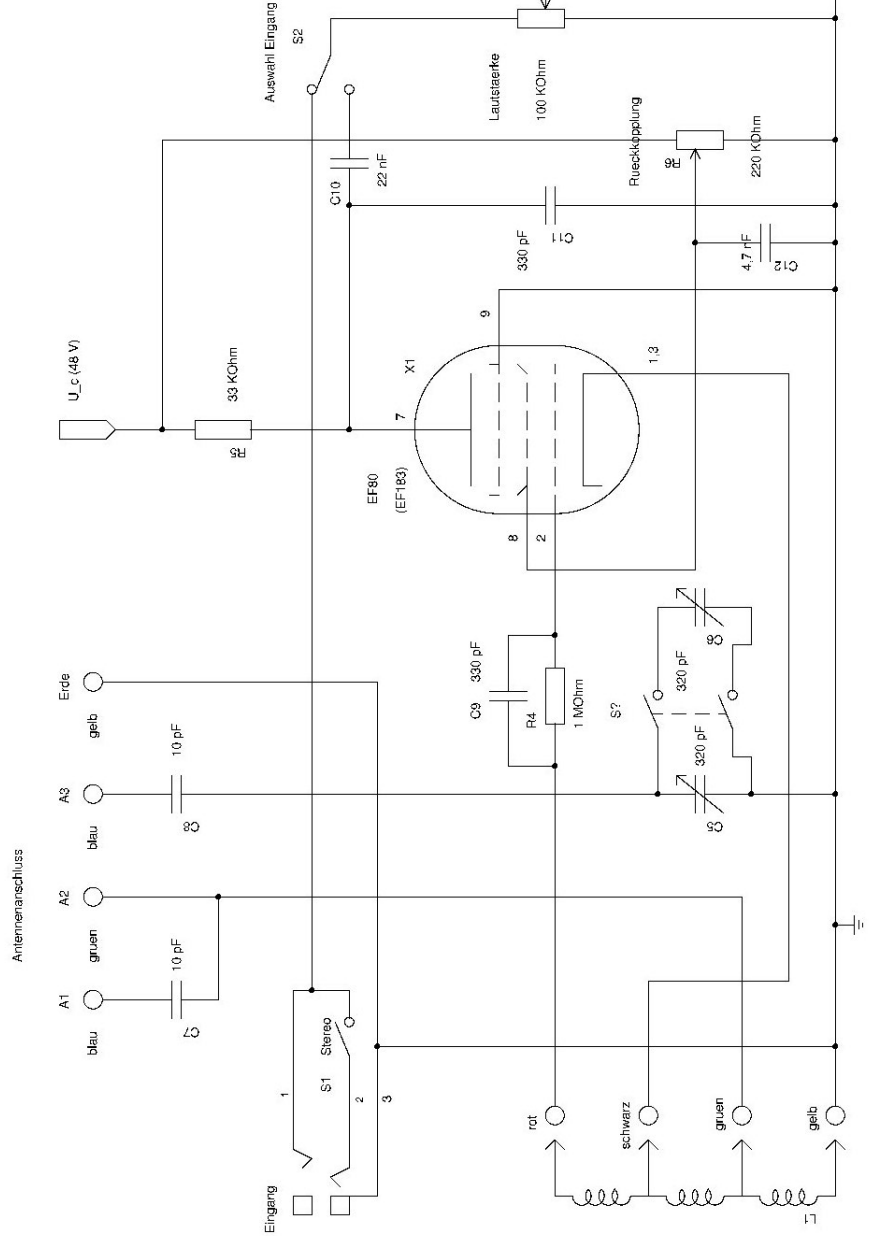 Antennenanschluss
A1
A2
A3
Erde
blau
gruen
blau
gelb
C7
10 pF
C8
10 pF
U_c (48 V)
R5
33 KOhm
Auswahl Eingang
S2
C10
22 nF
Eingang
1
2
3
S1
Stereo
EF80
(EF183)
X1
7
9
8
2
1,3
330 pF
C11
Lautstaerke
100 KOhm
Rueckkopplung
R6
220 KOhm
4,7 nF
C12
C9
330 pF
R4
1 MOhm
S?
320 pF
C5
320 pF
C6
rot
schwarz
gruen
gelb
L1